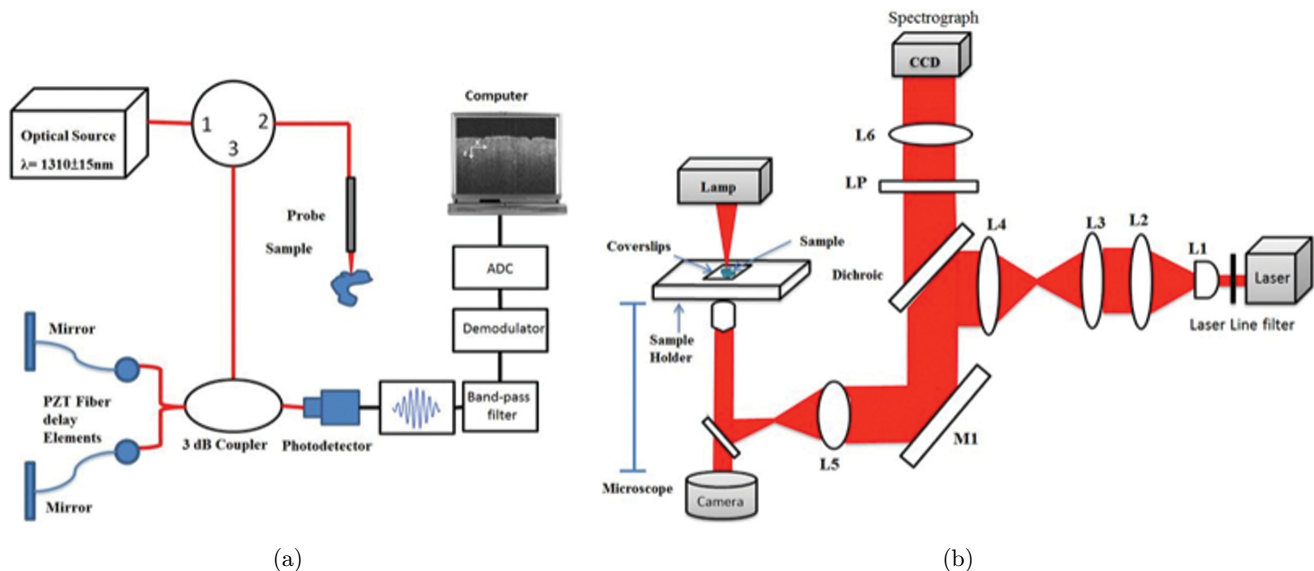 Optical Source
λ= 1310±15nm
1
2
3
Probe
Sample
Computer
ADC
Demodulator
Band-pass
filter
Mirror
PZT Fiber
delay
Elements
3 dB Coupler
Photodetector
Mirror
(a)
Spectrograph
CCD
L6
LP
Lamp
Coverslips
Sample
Dichroic
L4
L3
L2
L1
Laser
Laser Line filter
Sample
Holder
L5
M1
Microscope
Camera
(b)